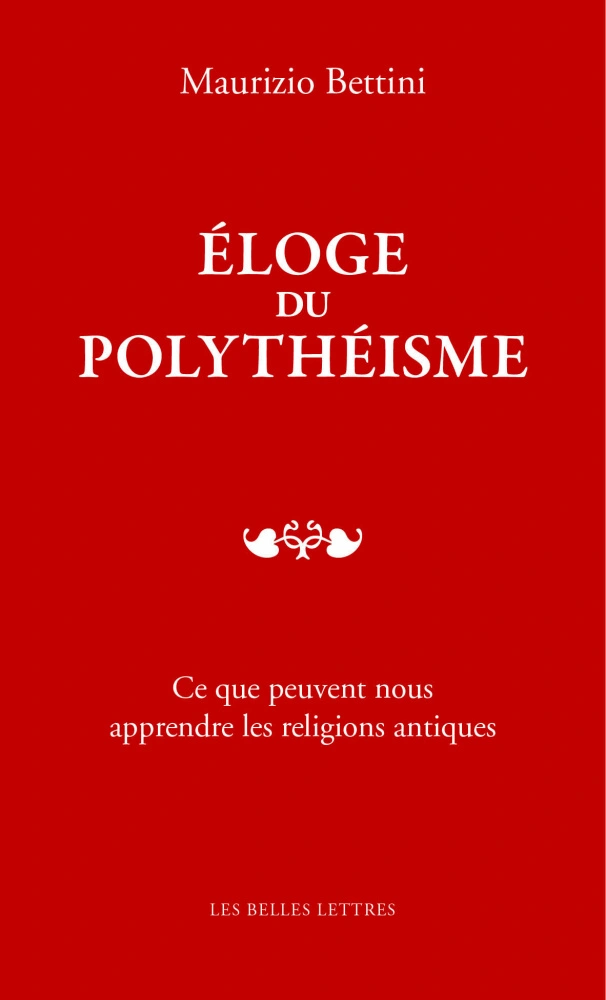 Maurizio Bettini
ÉLOGE
DU
POLYTHÉISME
Ce que peuvent nous
apprendre les religions antiques
LES BELLES LETTRES